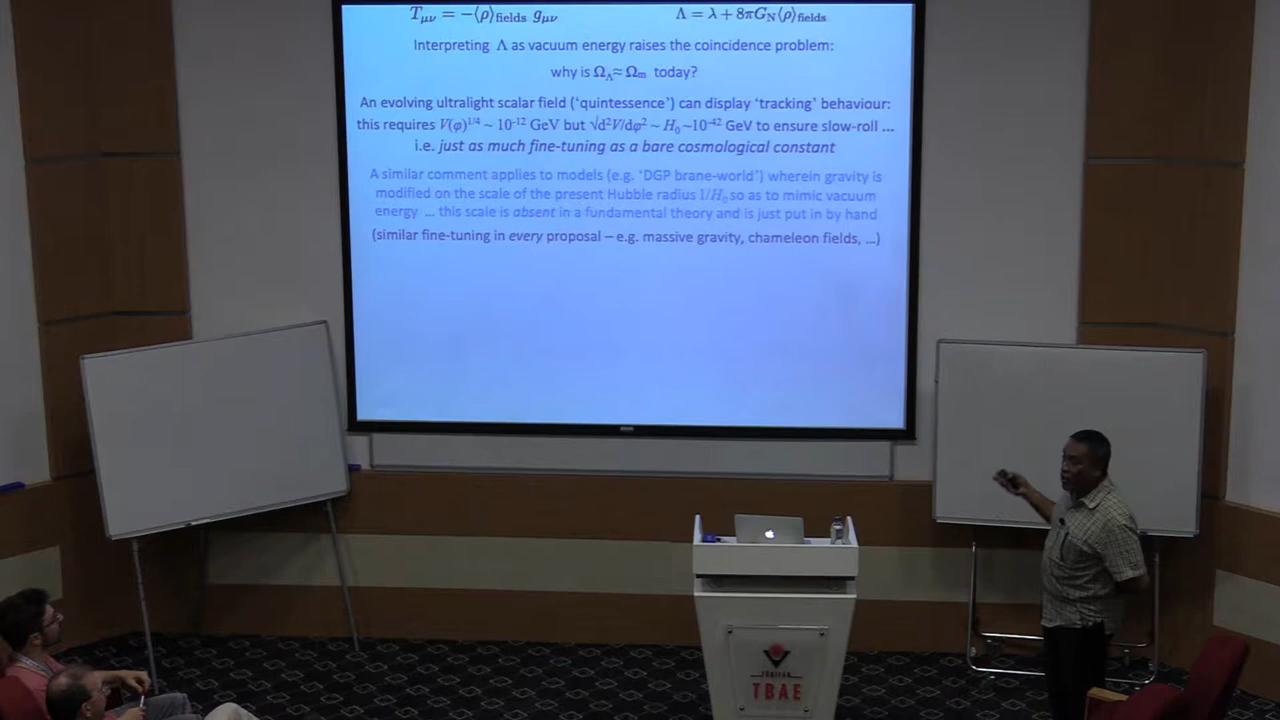 T_μν = −⟨ρ⟩_fields g_μν Λ = λ + 8πG_N⟨ρ⟩_fields
Interpreting Λ as vacuum energy raises the coincidence problem:
why is Ω_Λ ≈ Ω_m today?
An evolving ultralight scalar field (‘quintessence’) can display ‘tracking’ behaviour:
this requires V(φ)^1/4 ~ 10^-12 GeV but √d²V/dφ² ~ H_0 ~10^-42 GeV to ensure slow-roll ...
i.e. just as much fine-tuning as a bare cosmological constant
A similar comment applies to models (e.g. ‘DGP brane-world’) wherein gravity is
modified on the scale of the present Hubble radius 1/H_0 so as to mimic vacuum
energy ... this scale is absent in a fundamental theory and is just put in by hand
(similar fine-tuning in every proposal – e.g. massive gravity, chameleon fields, ...)
TBAE